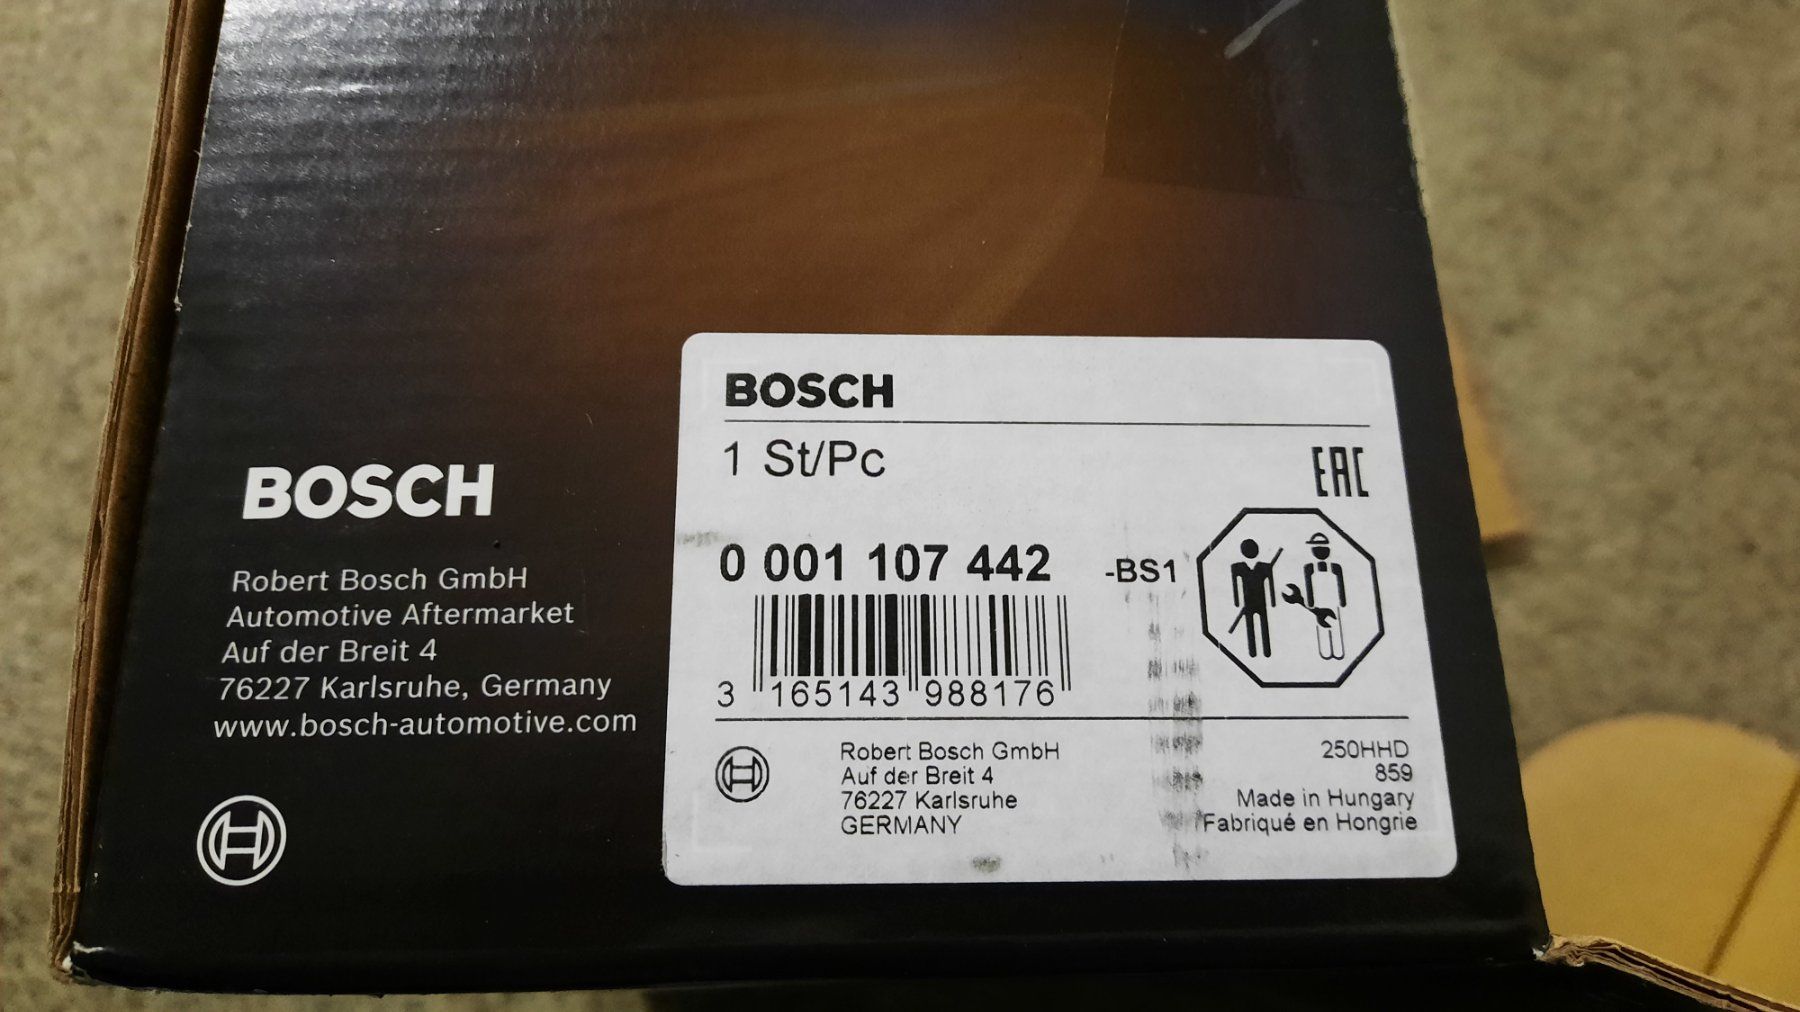 BOSCH
Robert Bosch GmbH
Automotive Aftermarket
Auf der Breit 4
76227 Karlsruhe, Germany
www.bosch-automotive.com
BOSCH
1 St/Pc
EAC
0 001 107 442 -BS1
3 165143 988176
Robert Bosch GmbH
Auf der Breit 4
76227 Karlsruhe
GERMANY
250HHD
859
Made in Hungary
Fabriqué en Hongrie